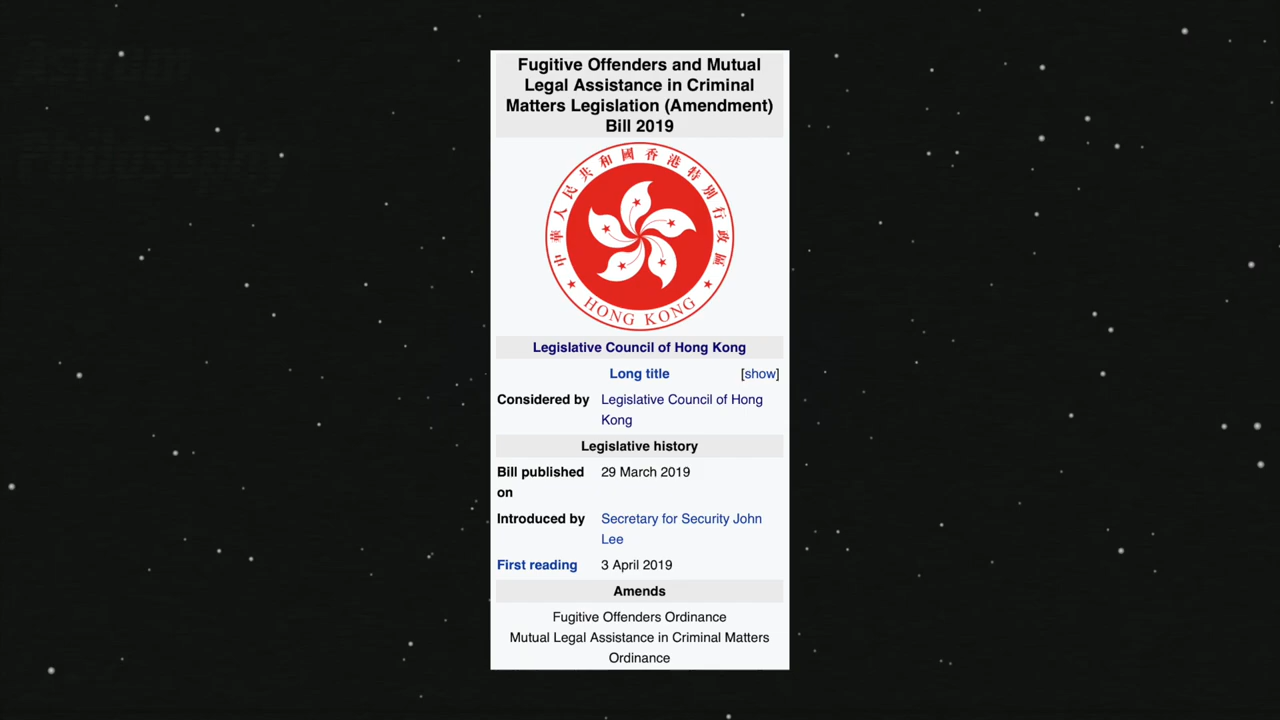 Astrum
Philosophy
Fugitive Offenders and Mutual
Legal Assistance in Criminal
Matters Legislation (Amendment)
Bill 2019
中華人民共和國香港特別行政區
HONG KONG
Legislative Council of Hong Kong
Long title [show]
Considered by Legislative Council of Hong
Kong
Legislative history
Bill published 29 March 2019
on
Introduced by Secretary for Security John
Lee
First reading 3 April 2019
Amends
Fugitive Offenders Ordinance
Mutual Legal Assistance in Criminal Matters
Ordinance